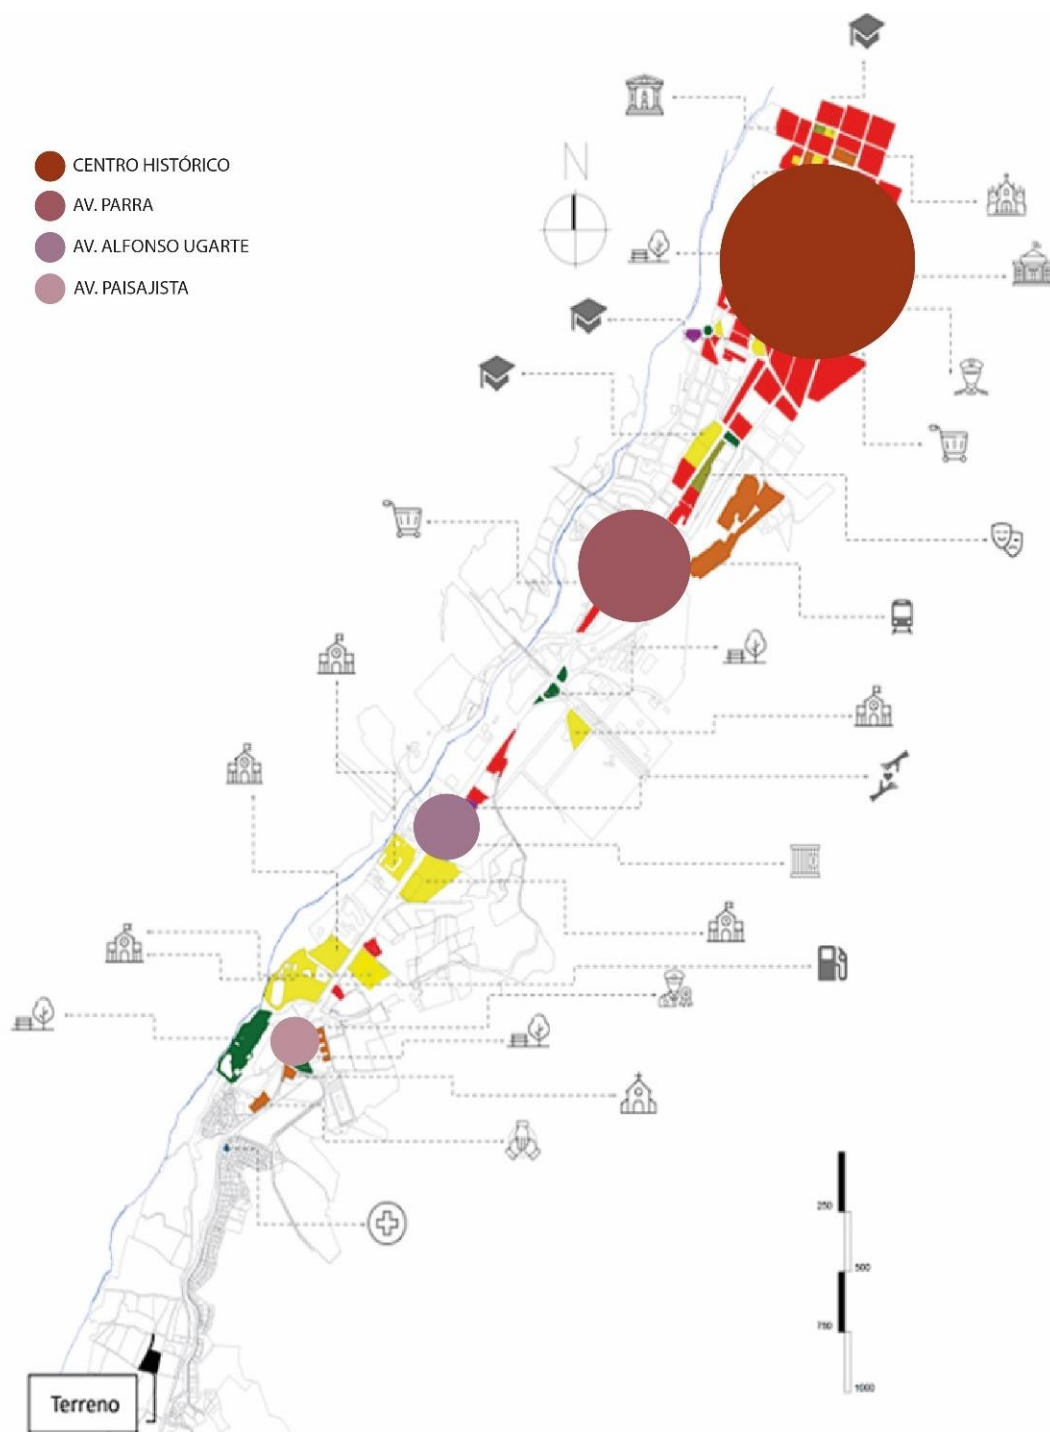 CENTRO HISTÓRICO
AV. PARRA
AV. ALFONSO UGARTE
AV. PAISAJISTA
N
250
500
750
1000
Terreno